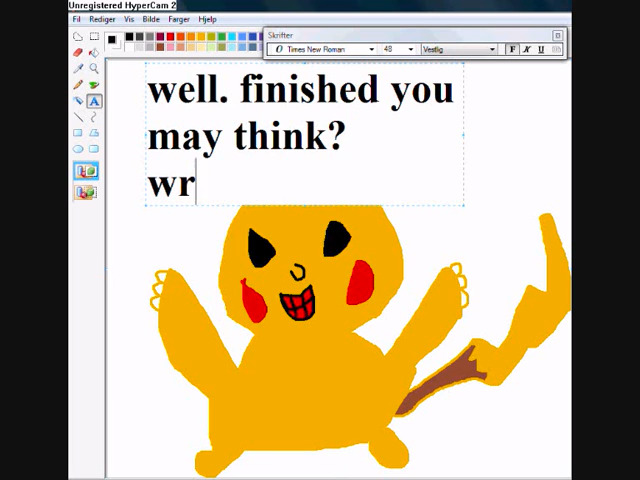 Unregistered HyperCam 2
Fil Rediger Vis Bilde Farger Hjelp
Skrifter
Times New Roman 48 Vestlig F K U
A
well. finished you
may think?
wr